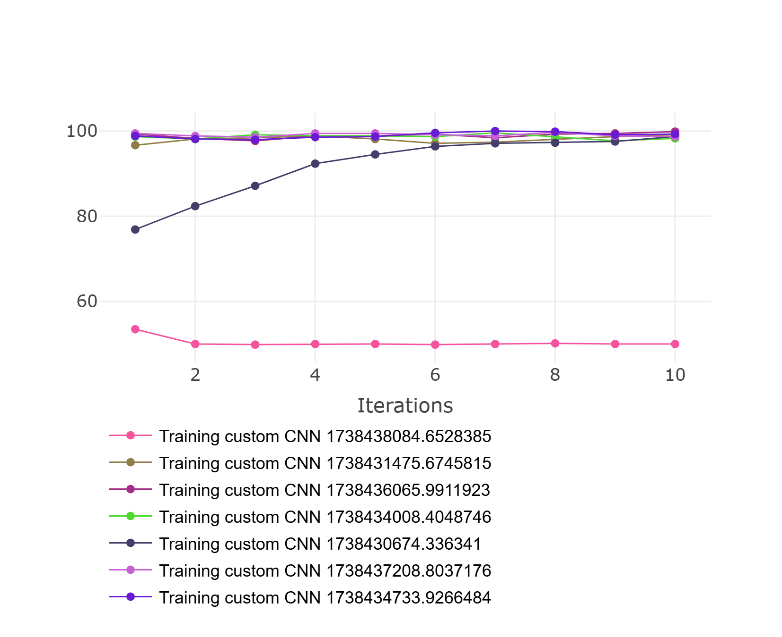 100
80
60
2 4 6 8 10
Iterations
Training custom CNN 1738438084.6528385
Training custom CNN 1738431475.6745815
Training custom CNN 1738436065.9911923
Training custom CNN 1738434008.4048746
Training custom CNN 1738430674.336341
Training custom CNN 1738437208.8037176
Training custom CNN 1738434733.9266484